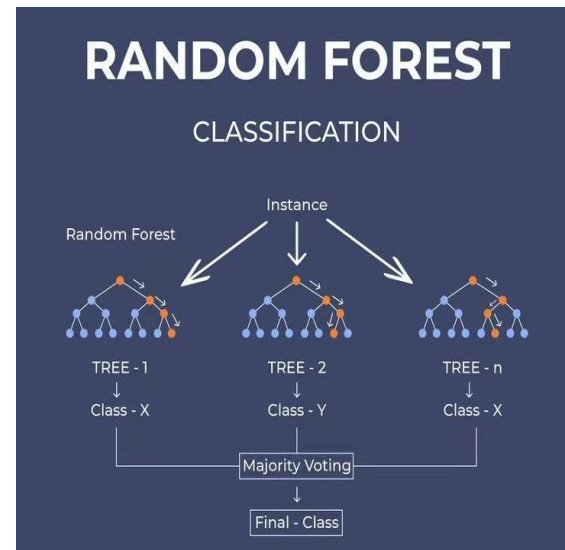 RANDOM FOREST
CLASSIFICATION
Instance
Random Forest
TREE - 1
TREE - 2
TREE - n
Class - X
Class - Y
Class - X
Majority Voting
Final - Class